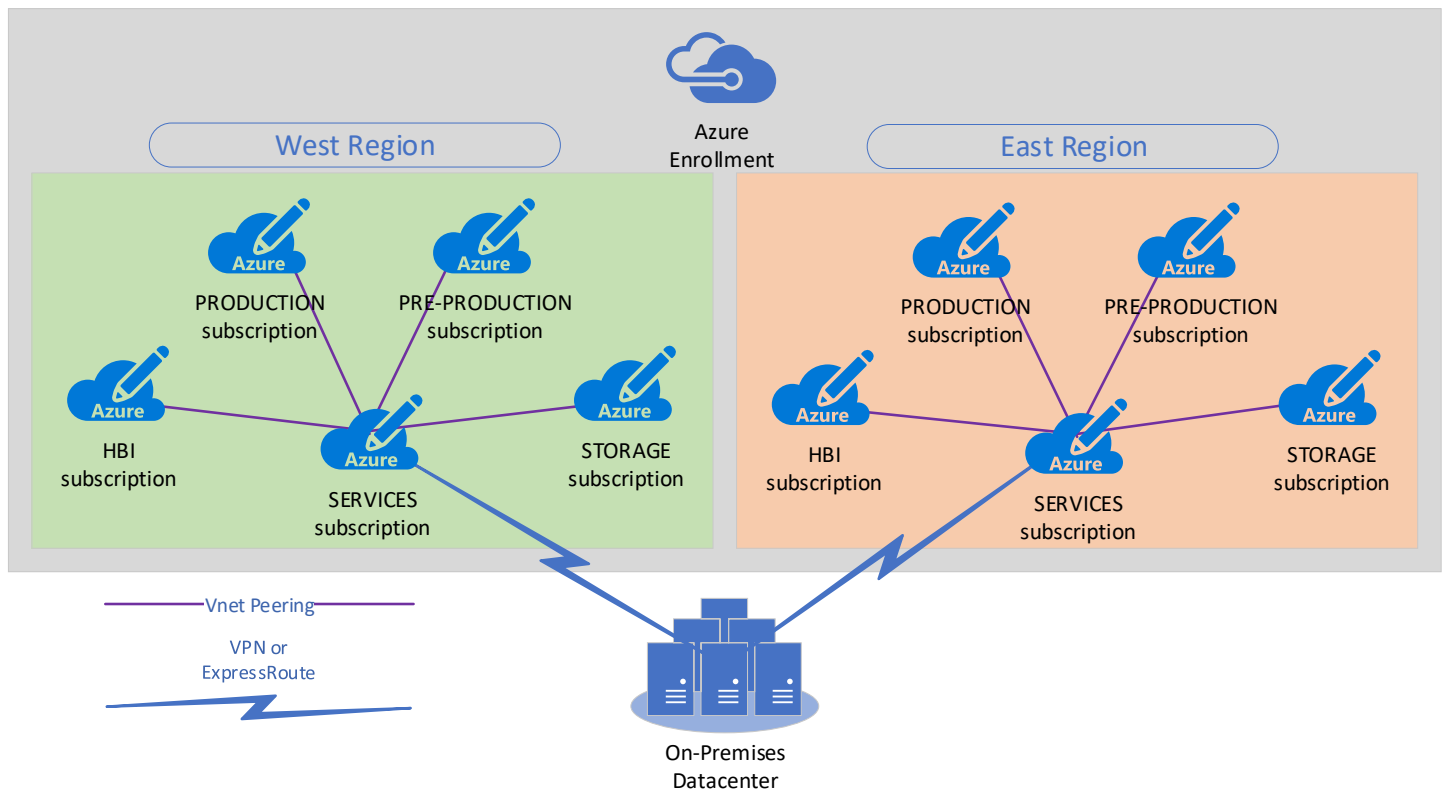 Azure
Enrollment
West Region
East Region
Azure
PRODUCTION
subscription
Azure
PRE-PRODUCTION
subscription
Azure
HBI
subscription
Azure
SERVICES
subscription
Azure
STORAGE
subscription
Azure
PRODUCTION
subscription
Azure
PRE-PRODUCTION
subscription
Azure
HBI
subscription
Azure
SERVICES
subscription
Azure
STORAGE
subscription
Vnet Peering
VPN or
ExpressRoute
On-Premises
Datacenter